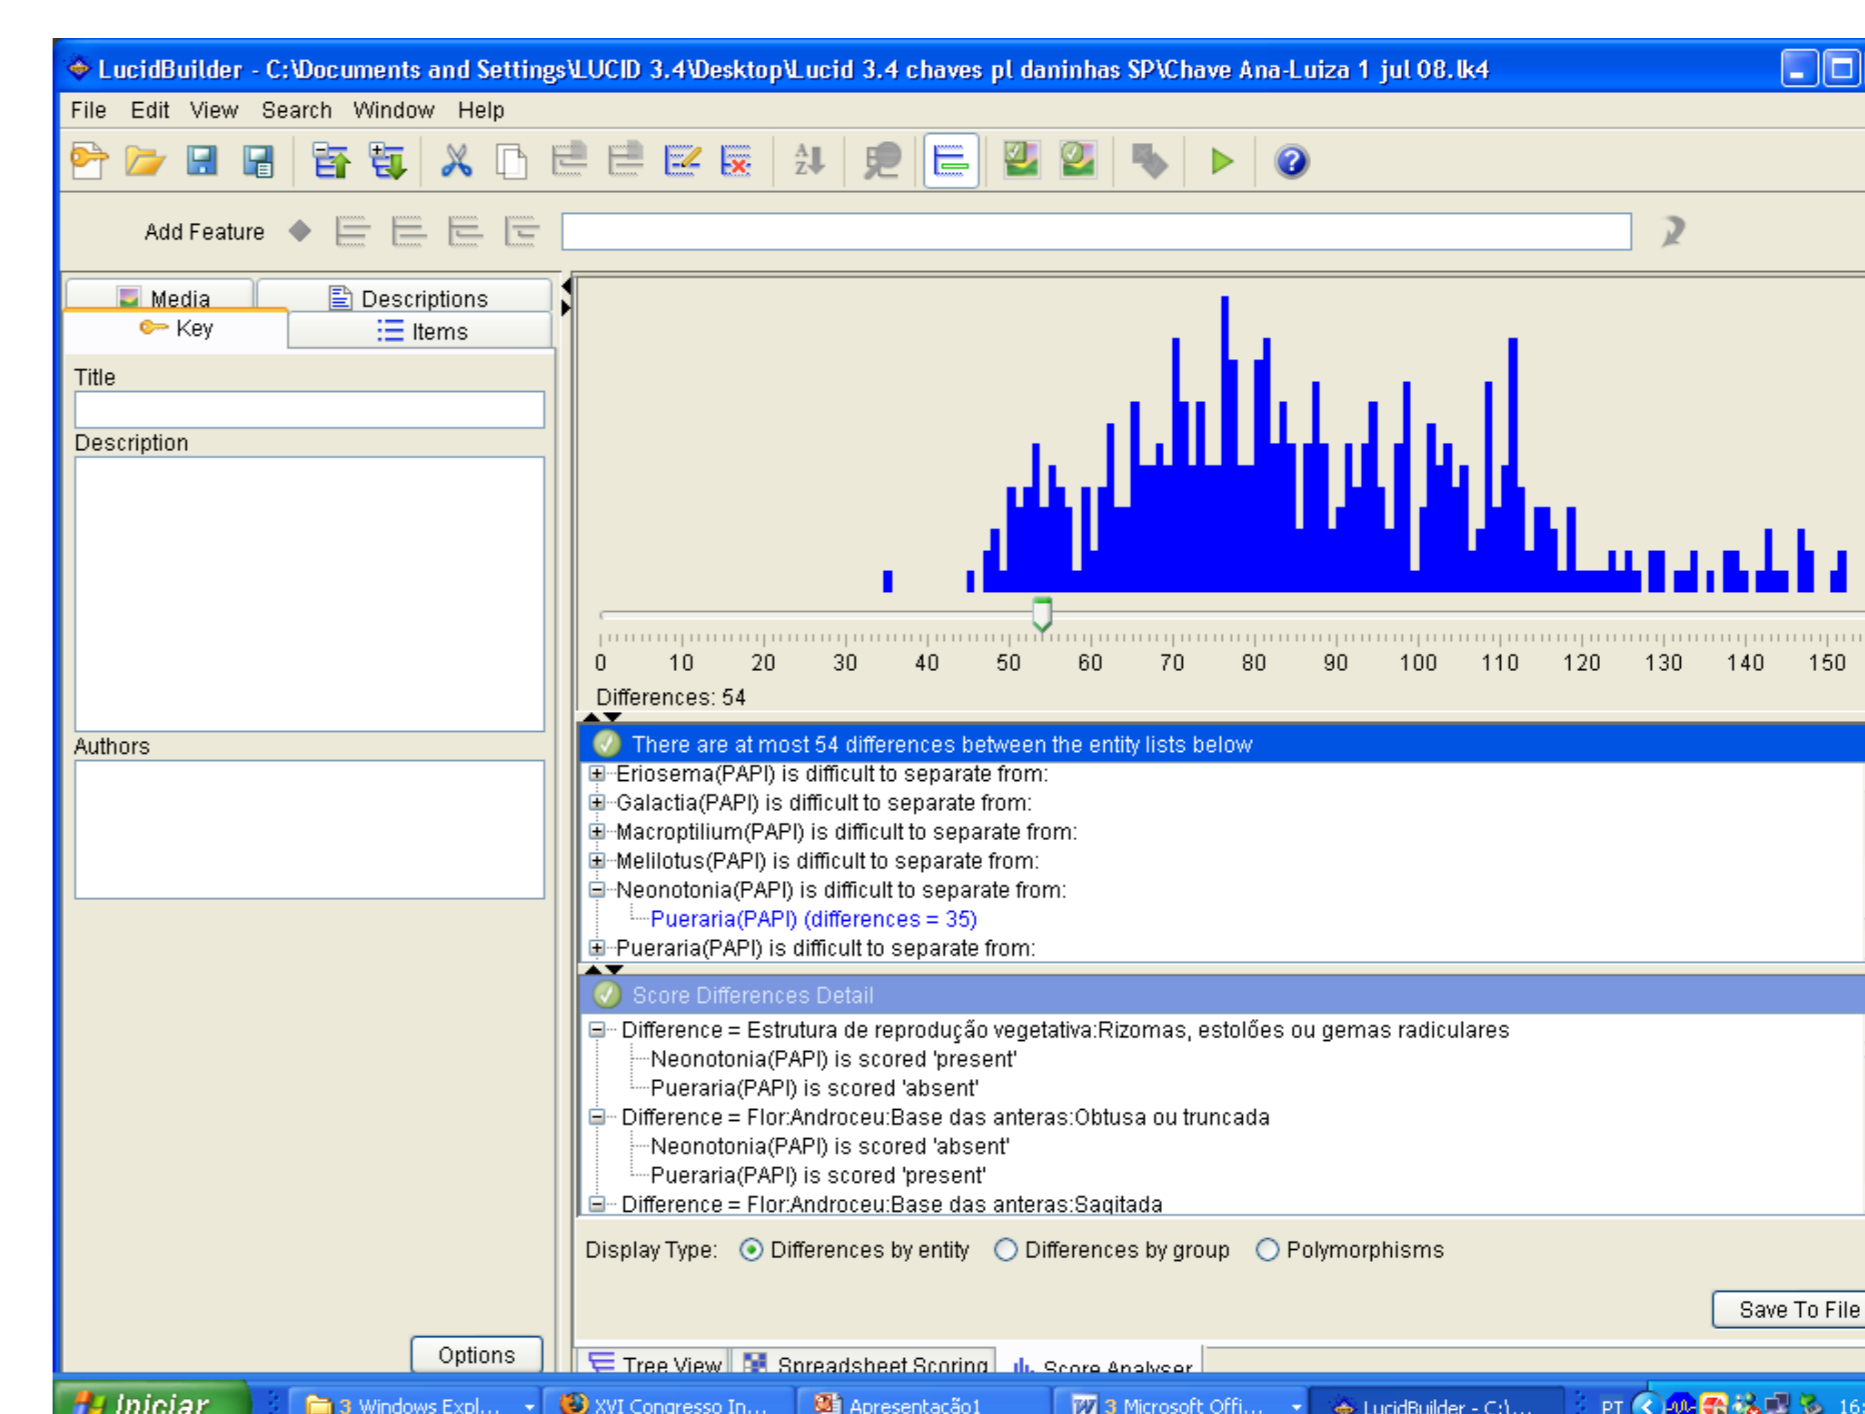 LucidBuilder - C:\Documents and Settings\LUCID 3.4\Desktop\Lucid 3.4 chaves pl daninhas SP\Chave Ana-Luiza 1 jul 08.lk4
File Edit View Search Window Help
Add Feature
Media Descriptions
Key Items
Title
Description
Authors
Options
0 10 20 30 40 50 60 70 80 90 100 110 120 130 140 150
Differences: 54
There are at most 54 differences between the entity lists below
Eriosema(PAPI) is difficult to separate from:
Galactia(PAPI) is difficult to separate from:
Macroptilium(PAPI) is difficult to separate from:
Melilotus(PAPI) is difficult to separate from:
Neonotonia(PAPI) is difficult to separate from:
Pueraria(PAPI) (differences = 35)
Pueraria(PAPI) is difficult to separate from:
Score Differences Detail
Difference = Estrutura de reprodução vegetativa:Rizomas, estolões ou gemas radiculares
Neonotonia(PAPI) is scored 'present'
Pueraria(PAPI) is scored 'absent'
Difference = Flor:Androceu:Base das anteras:Obtusa ou truncada
Neonotonia(PAPI) is scored 'absent'
Pueraria(PAPI) is scored 'present'
Difference = Flor:Androceu:Base das anteras:Sagitada
Display Type: Differences by entity Differences by group Polymorphisms
Save To File
Tree View Spreadsheet Scoring Score Analyser
Iniciar 3 Windows Expl... XVI Congresso In... Apresentação1 3 Microsoft Offi... LucidBuilder - C:\... PT 16: